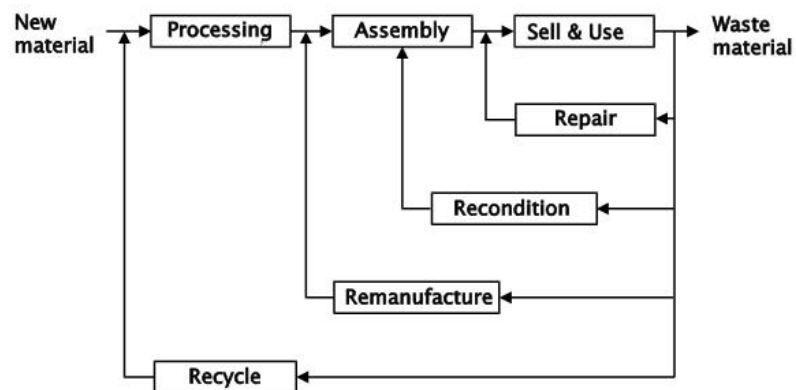 New
material
Processing
Assembly
Sell & Use
Waste
material
Repair
Recondition
Remanufacture
Recycle